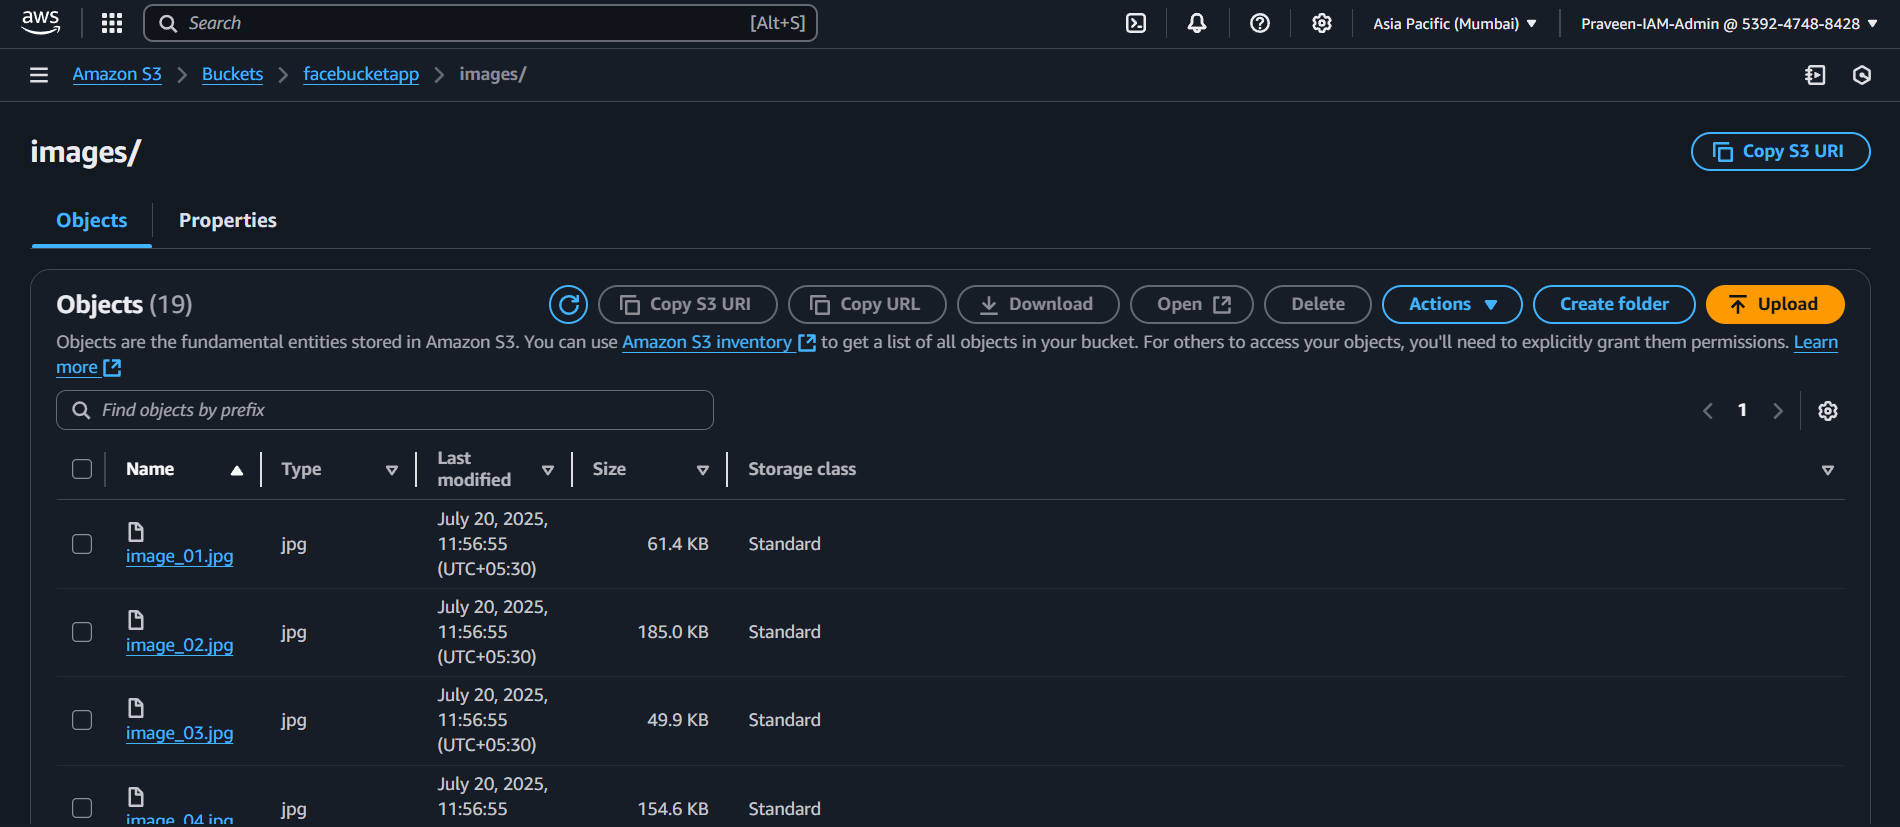 aws
Search [Alt+S]
Asia Pacific (Mumbai)
Praveen-IAM-Admin @ 5392-4748-8428
Amazon S3 > Buckets > facebucketapp > images/
images/
Copy S3 URI
Objects
Properties
Objects (19)
Copy S3 URI
Copy URL
Download
Open
Delete
Actions
Create folder
Upload
Objects are the fundamental entities stored in Amazon S3. You can use Amazon S3 inventory to get a list of all objects in your bucket. For others to access your objects, you'll need to explicitly grant them permissions. Learn
more
Find objects by prefix
1
Name
Type
Last
modified
Size
Storage class
image_01.jpg
jpg
July 20, 2025,
11:56:55
(UTC+05:30)
61.4 KB
Standard
image_02.jpg
jpg
July 20, 2025,
11:56:55
(UTC+05:30)
185.0 KB
Standard
image_03.jpg
jpg
July 20, 2025,
11:56:55
(UTC+05:30)
49.9 KB
Standard
image_04.jpg
jpg
July 20, 2025,
11:56:55
154.6 KB
Standard